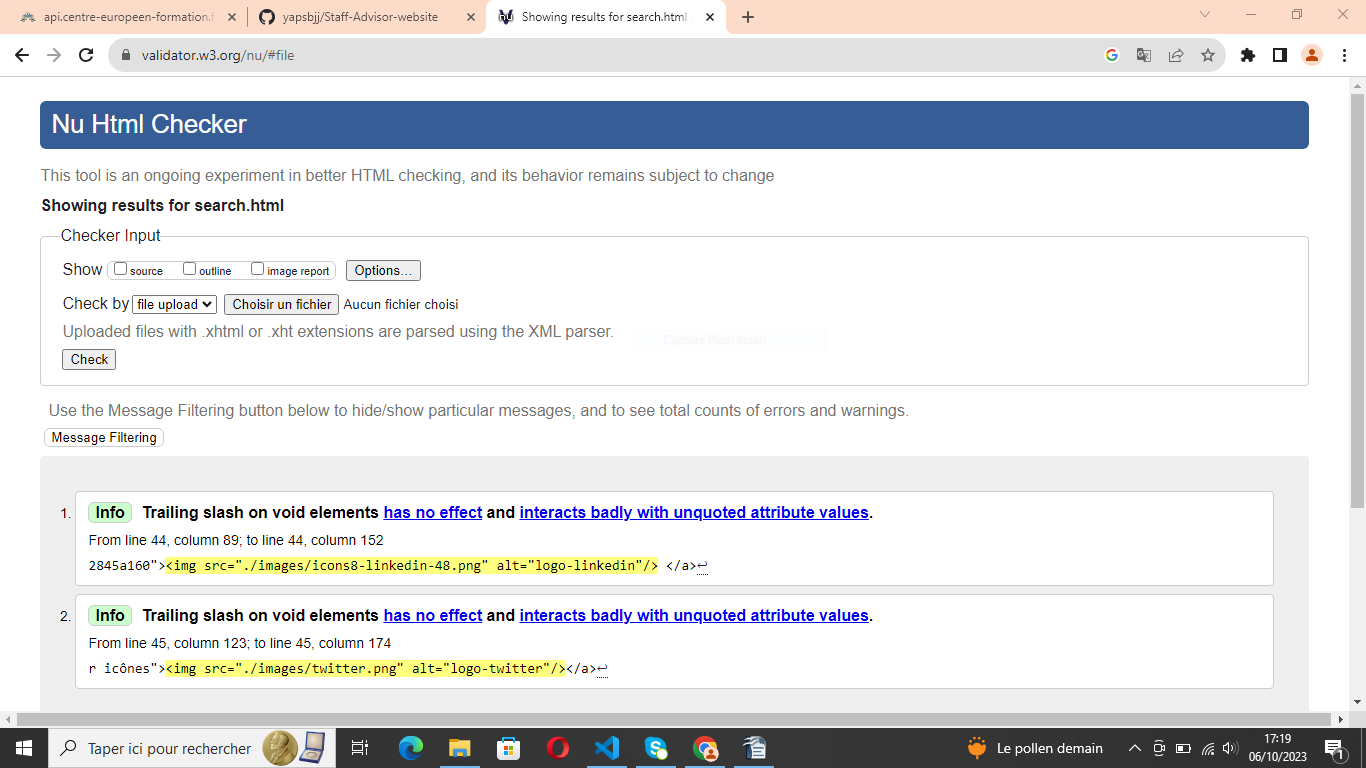 api.centre-europeen-formation.f
yapsbjj/Staff-Advisor-website
Showing results for search.html
validator.w3.org/nu/#file
Nu Html Checker
This tool is an ongoing experiment in better HTML checking, and its behavior remains subject to change
Showing results for search.html
Checker Input
Show source outline image report Options...
Check by file upload Choisir un fichier Aucun fichier choisi
Uploaded files with .xhtml or .xht extensions are parsed using the XML parser.
Capture Plein écran
Check
Use the Message Filtering button below to hide/show particular messages, and to see total counts of errors and warnings.
Message Filtering
1. Info Trailing slash on void elements has no effect and interacts badly with unquoted attribute values.
From line 44, column 89; to line 44, column 152
2845a160"><img src="./images/icons8-linkedin-48.png" alt="logo-linkedin"/> </a>↩
2. Info Trailing slash on void elements has no effect and interacts badly with unquoted attribute values.
From line 45, column 123; to line 45, column 174
r icônes"><img src="./images/twitter.png" alt="logo-twitter"/></a>↩
Taper ici pour rechercher
Le pollen demain
17:19
06/10/2023
1